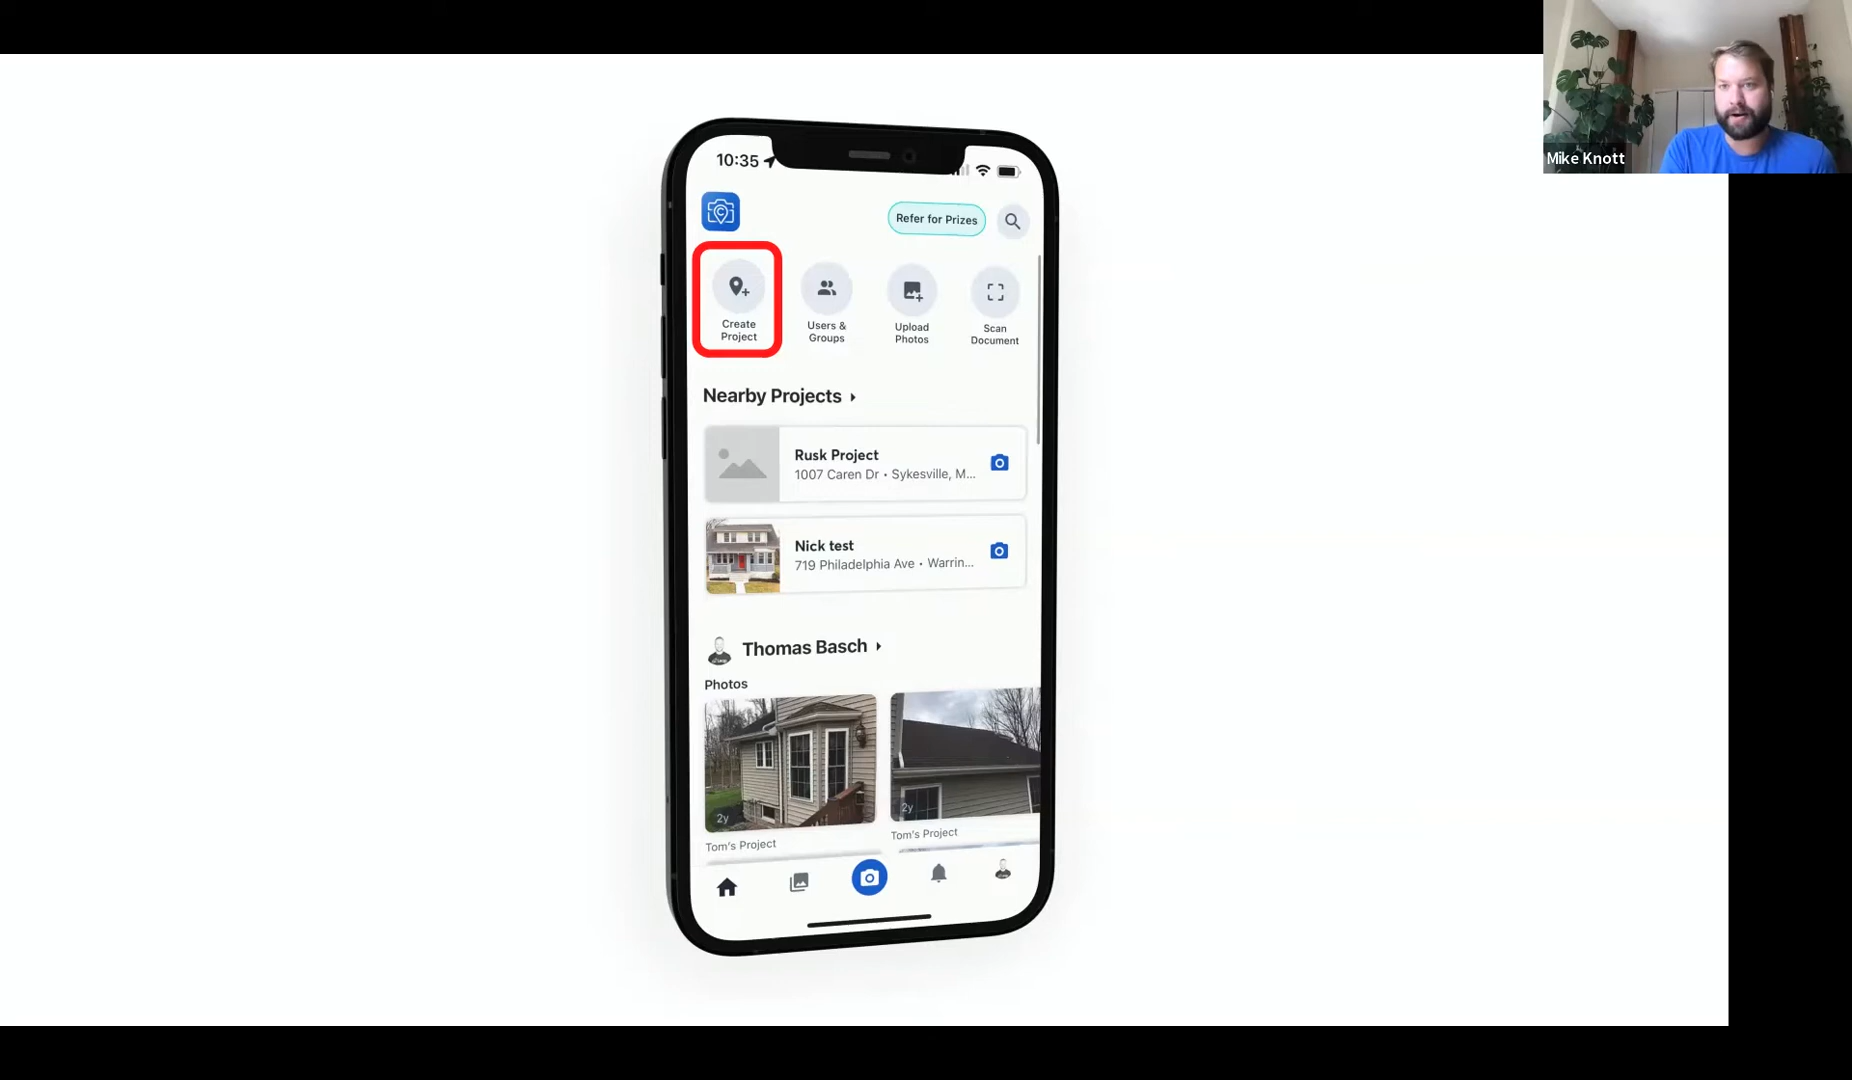 Mike Knott
10:35
Refer for Prizes
Create
Project
Users &
Groups
Upload
Photos
Scan
Document
Nearby Projects
Rusk Project
1007 Caren Dr • Sykesville, M...
Nick test
719 Philadelphia Ave • Warrin...
Thomas Basch
Photos
2y
2y
Tom's Project
Tom's Project